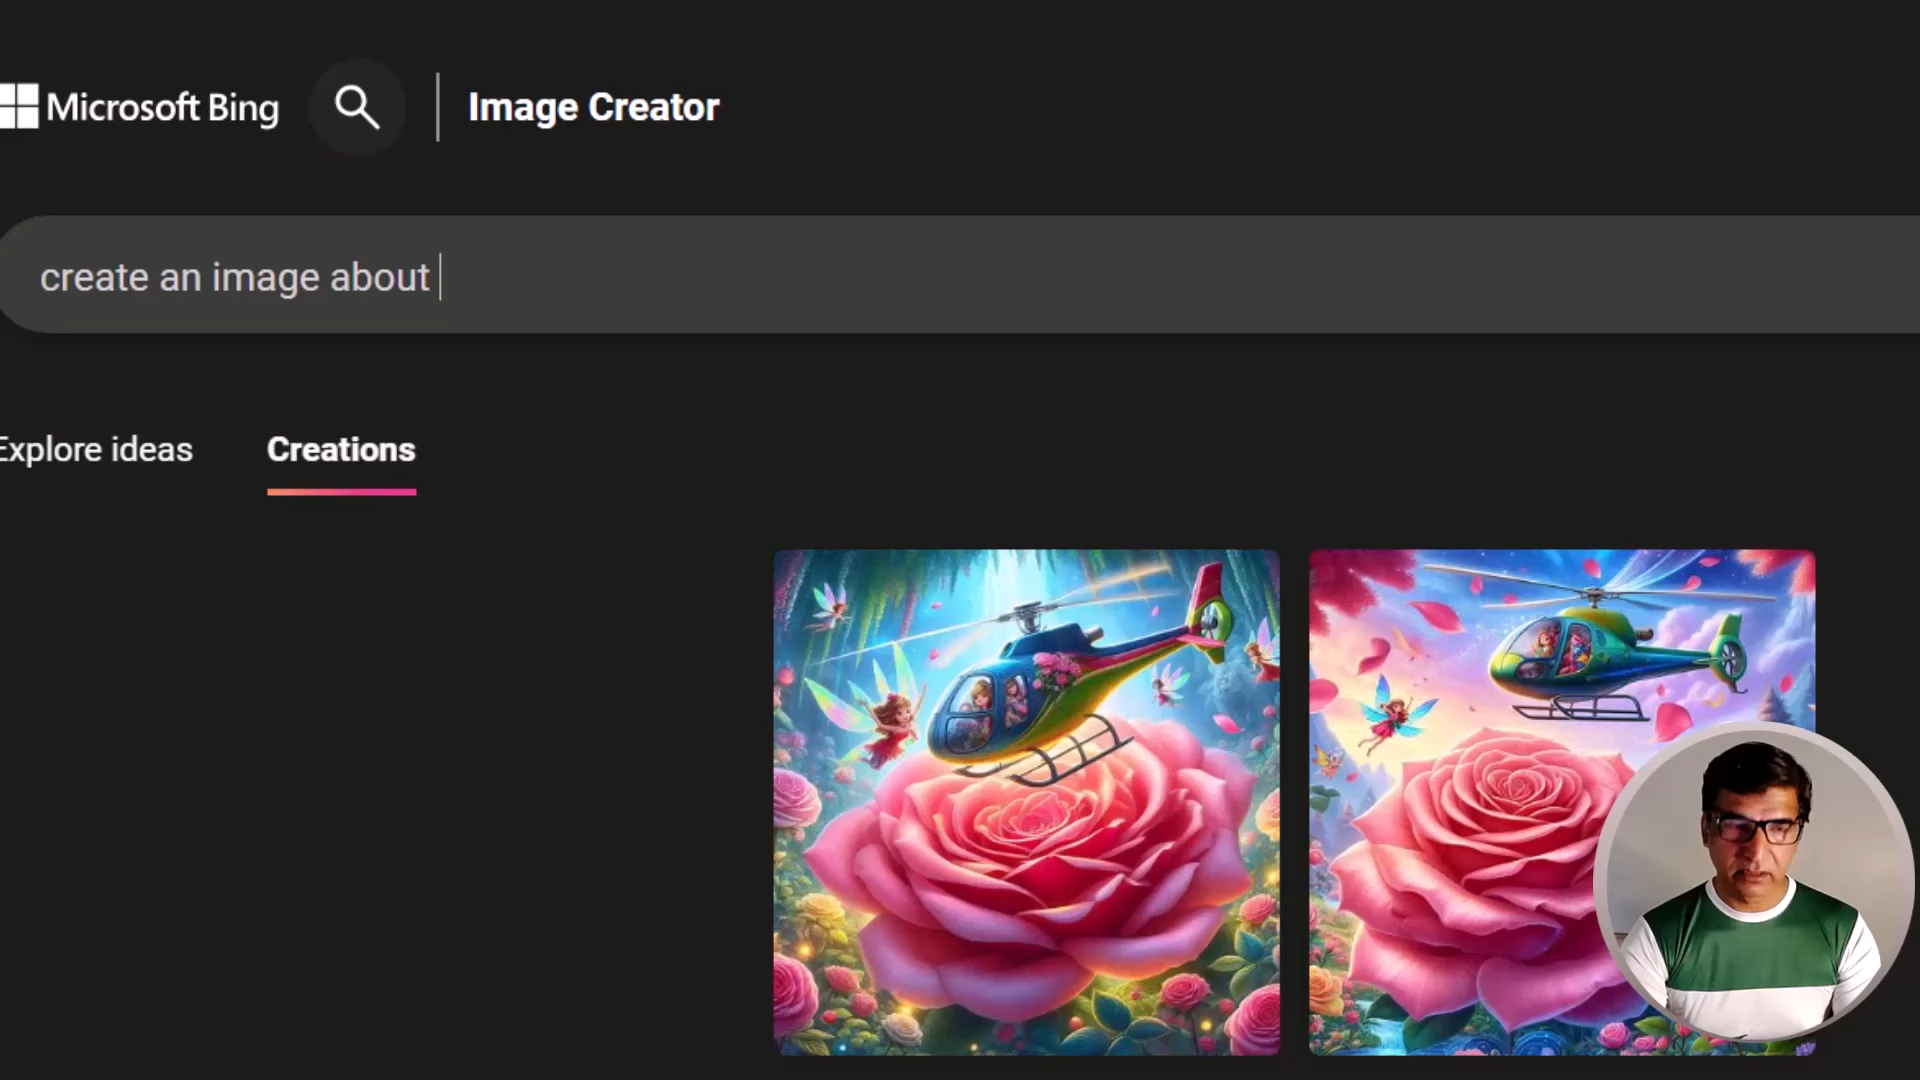 Microsoft Bing
Image Creator
create an image about
Explore ideas
Creations